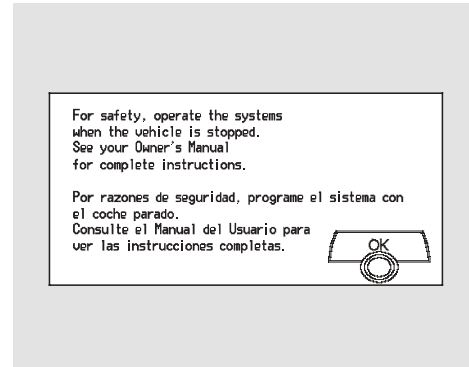 For safety, operate the systems
when the vehicle is stopped.
See your Owner's Manual
for complete instructions.
Por razones de seguridad, programe el sistema con
el coche parado.
Consulte el Manual del Usuario para
ver las instrucciones completas.
OK